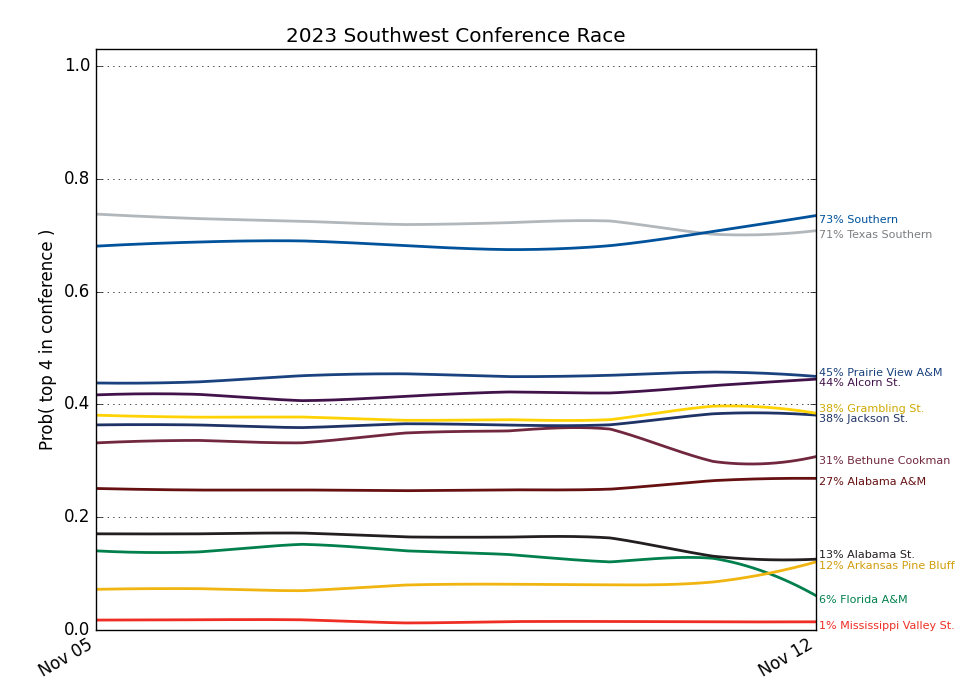 2023 Southwest Conference Race
1.0
0.8
0.6
0.4
0.2
0.0
Prob( top 4 in conference )
Nov 05
Nov 12
73% Southern
71% Texas Southern
45% Prairie View A&M
44% Alcorn St.
38% Grambling St.
38% Jackson St.
31% Bethune Cookman
27% Alabama A&M
13% Alabama St.
12% Arkansas Pine Bluff
6% Florida A&M
1% Mississippi Valley St.